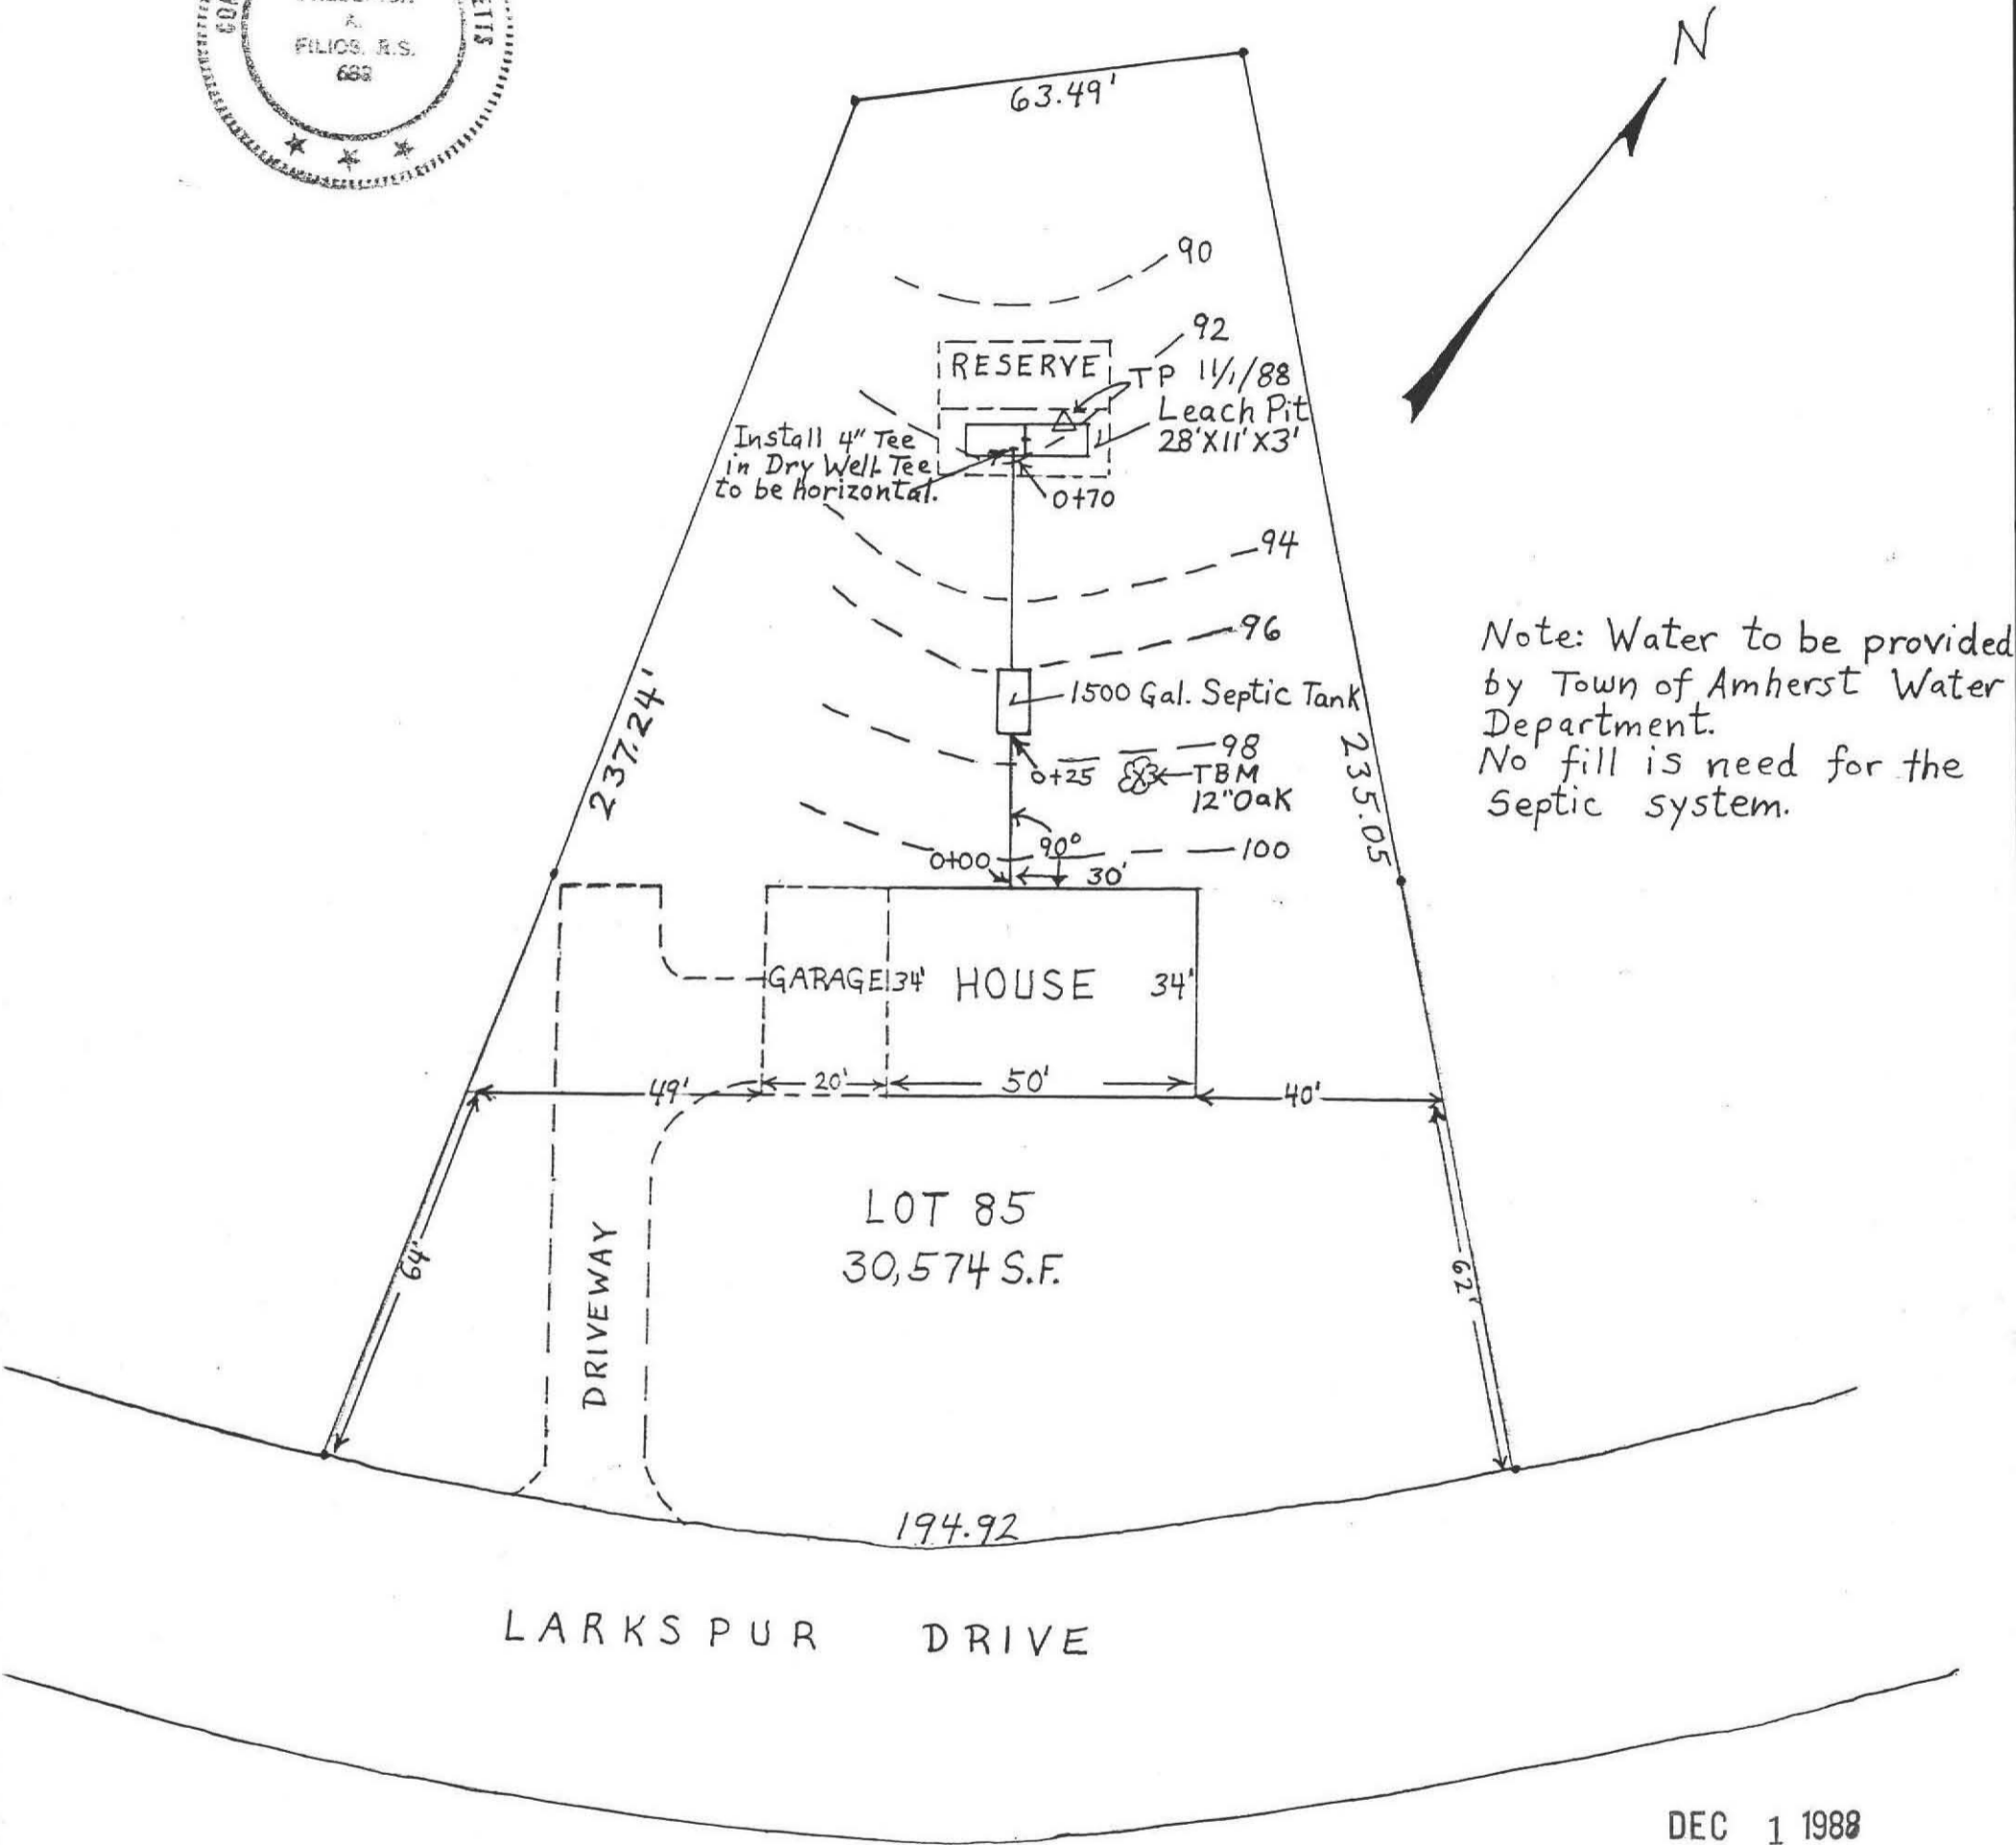 A.
FILIOS, R.S.
688
N
63.49'
90
92
RESERVE
TP 11/1/88
Leach Pit
28'X11'X3'
Install 4" Tee
in Dry Well. Tee
to be horizontal.
0+70
94
96
1500 Gal. Septic Tank
237.24'
235.05
Note: Water to be provided
by Town of Amherst Water
Department.
No fill is need for the
Septic system.
98
0+25
TBM
12" Oak
90°
100
0+00
30'
GARAGE
34'
HOUSE
34'
49'
20'
50'
40'
64'
62'
LOT 85
30,574 S.F.
DRIVEWAY
194.92
LARKSPUR DRIVE
DEC 1 1988